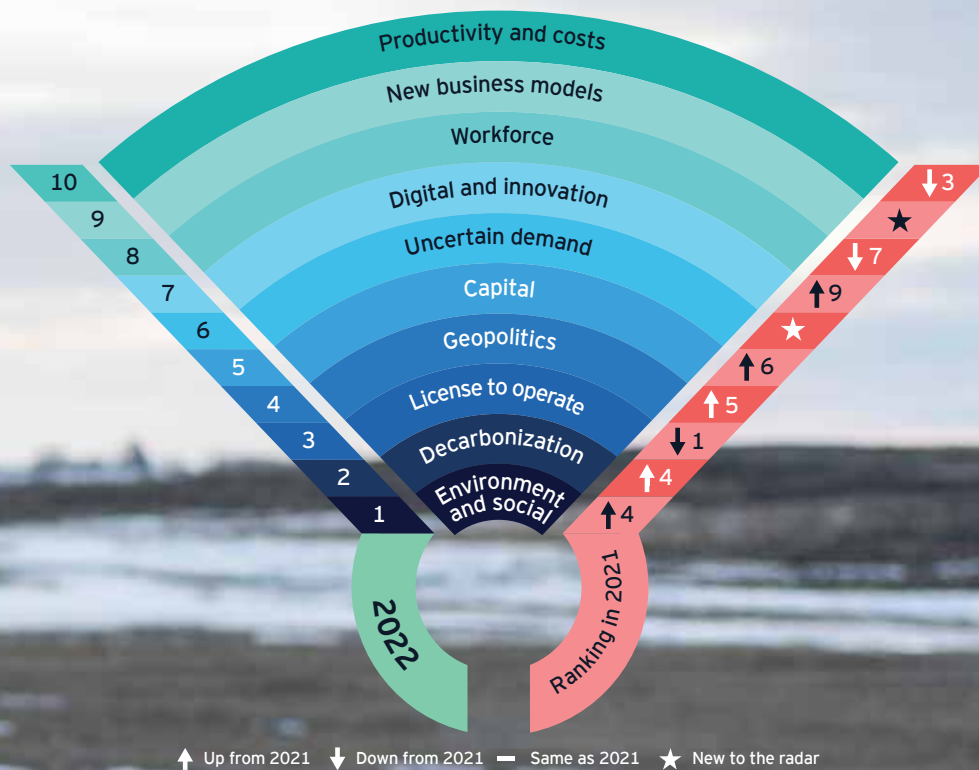 Productivity and costs
New business models
Workforce
Digital and innovation
Uncertain demand
Capital
Geopolitics
License to operate
Decarbonization
Environment
and social
10
9
8
7
6
5
4
3
2
1
3
7
9
6
5
1
4
4
2022
Ranking in 2021
Up from 2021
Down from 2021
Same as 2021
New to the radar